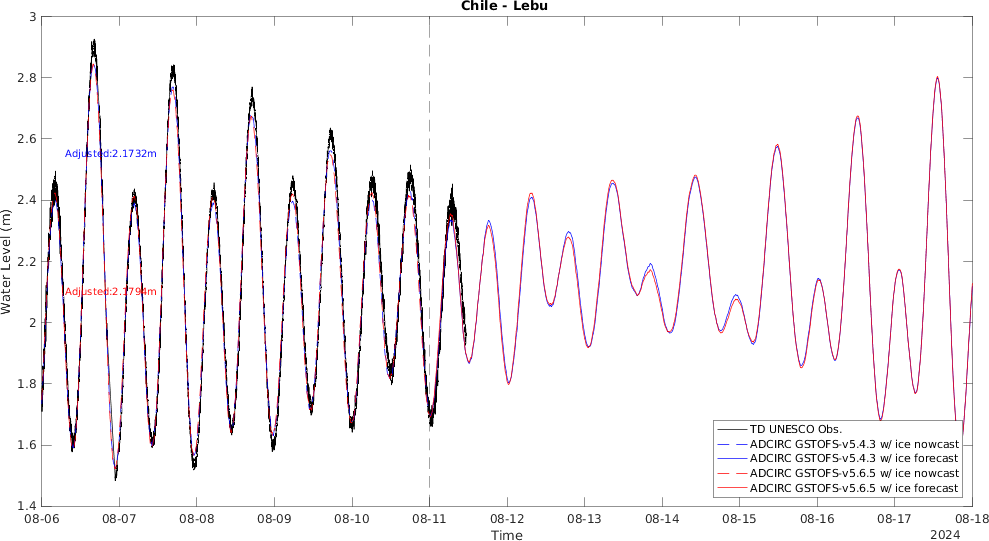 Chile - Lebu
3
2.8
2.6
2.4
2.2
2
1.8
1.6
1.4
Water Level (m)
Adjusted:2.1732m
Adjusted:2.1794m
TD UNESCO Obs.
ADCIRC GSTOFS-v5.4.3 w/ ice nowcast
ADCIRC GSTOFS-v5.4.3 w/ ice forecast
ADCIRC GSTOFS-v5.6.5 w/ ice nowcast
ADCIRC GSTOFS-v5.6.5 w/ ice forecast
08-06 08-07 08-08 08-09 08-10 08-11 08-12 08-13 08-14 08-15 08-16 08-17 08-18
Time
2024